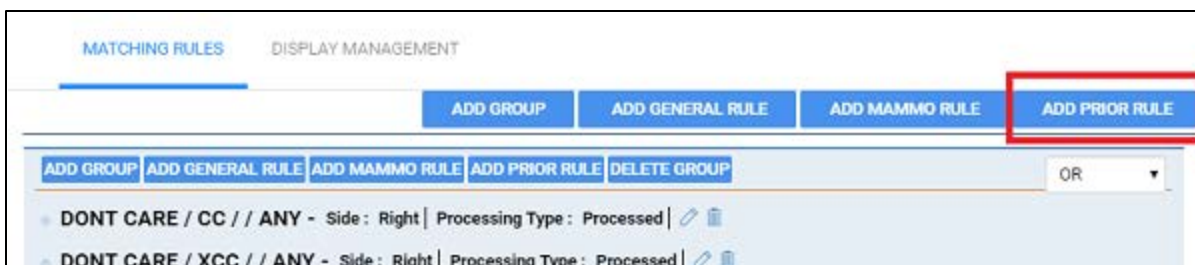 MATCHING RULES DISPLAY MANAGEMENT
ADD GROUP ADD GENERAL RULE ADD MAMMO RULE ADD PRIOR RULE
ADD GROUP ADD GENERAL RULE ADD MAMMO RULE ADD PRIOR RULE DELETE GROUP OR
DONT CARE / CC / / ANY - Side : Right | Processing Type : Processed |
DONT CARE / XCC / / ANY - Side : Right | Processing Type : Processed |